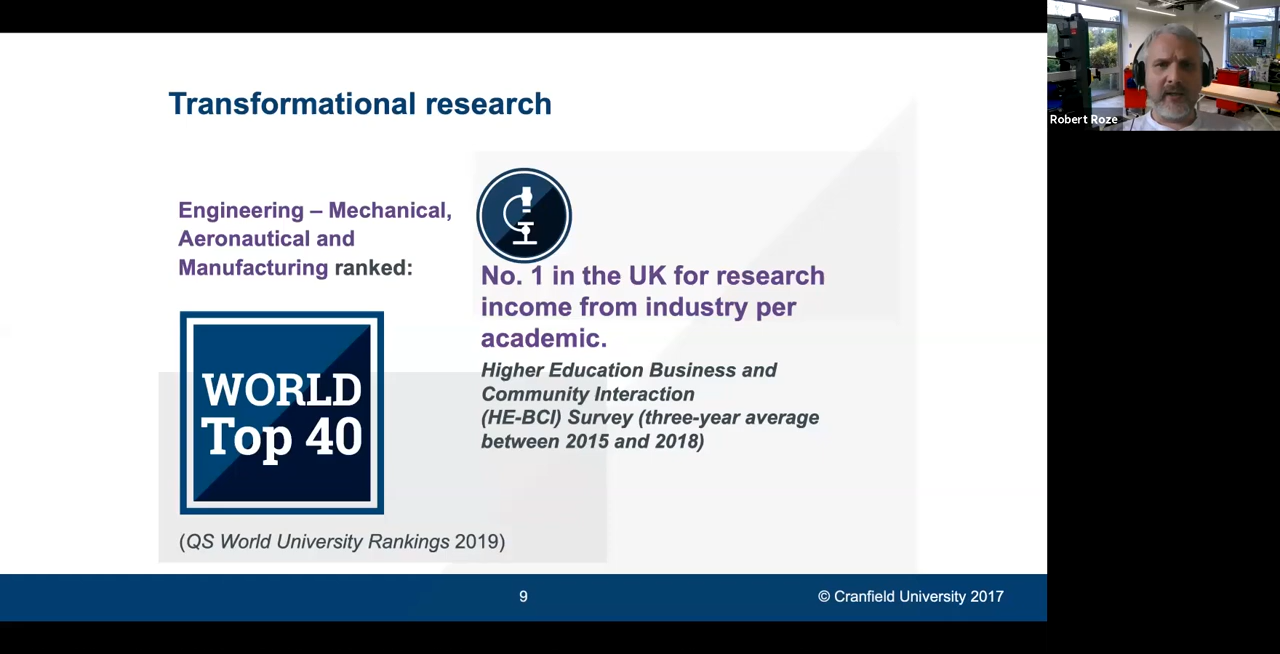 Transformational research
Engineering – Mechanical,
Aeronautical and
Manufacturing ranked:
WORLD
Top 40
(QS World University Rankings 2019)
No. 1 in the UK for research
income from industry per
academic.
Higher Education Business and
Community Interaction
(HE-BCI) Survey (three-year average
between 2015 and 2018)
9
© Cranfield University 2017
Robert Roze